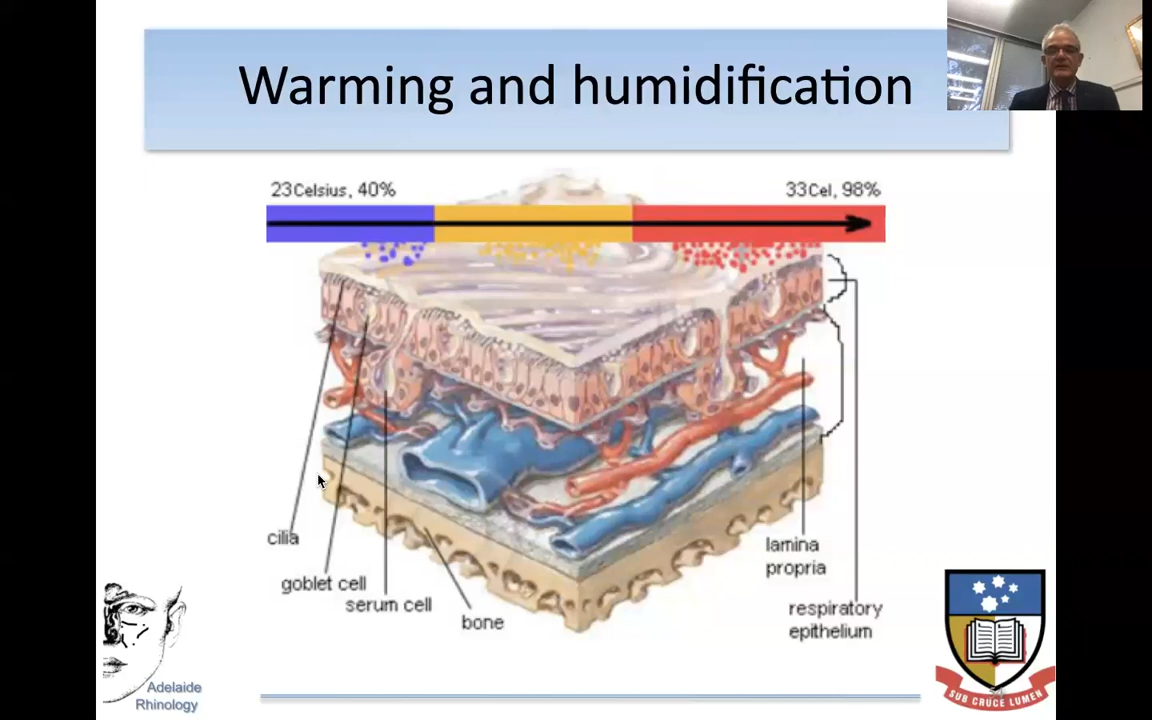 Warming and humidification
23Celsius, 40%
33Cel, 98%
cilia
goblet cell
serum cell
bone
lamina
propria
respiratory
epithelium
Adelaide
Rhinology
SUB CRUCE LUMEN